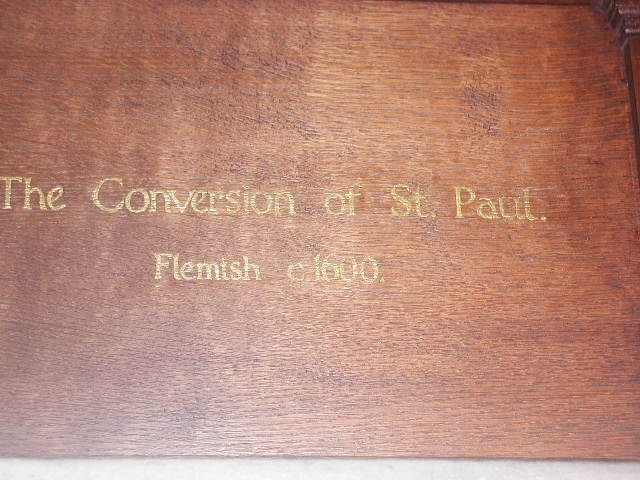 The Conversion of St. Paul.
Flemish c.1600.